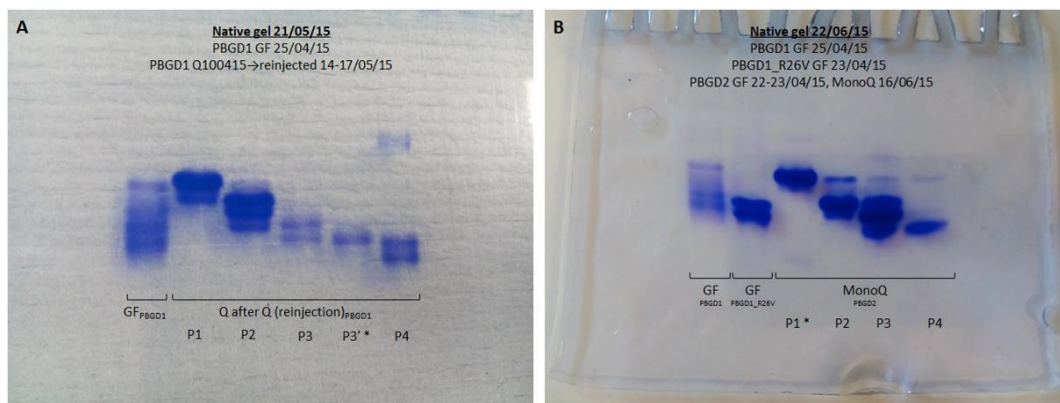 A
Native gel 21/05/15
PBGD1 GF 25/04/15
PBGD1 Q100415→reinjected 14-17/05/15
GF PBGD1
Q after Q (reinjection) PBGD1
P1 P2 P3 P3’ * P4
B
Native gel 22/06/15
PBGD1 GF 25/04/15
PBGD1_R26V GF 23/04/15
PBGD2 GF 22-23/04/15, MonoQ 16/06/15
GF GF MonoQ
PBGD1 PBGD1_R26V PBGD2
P1 * P2 P3 P4